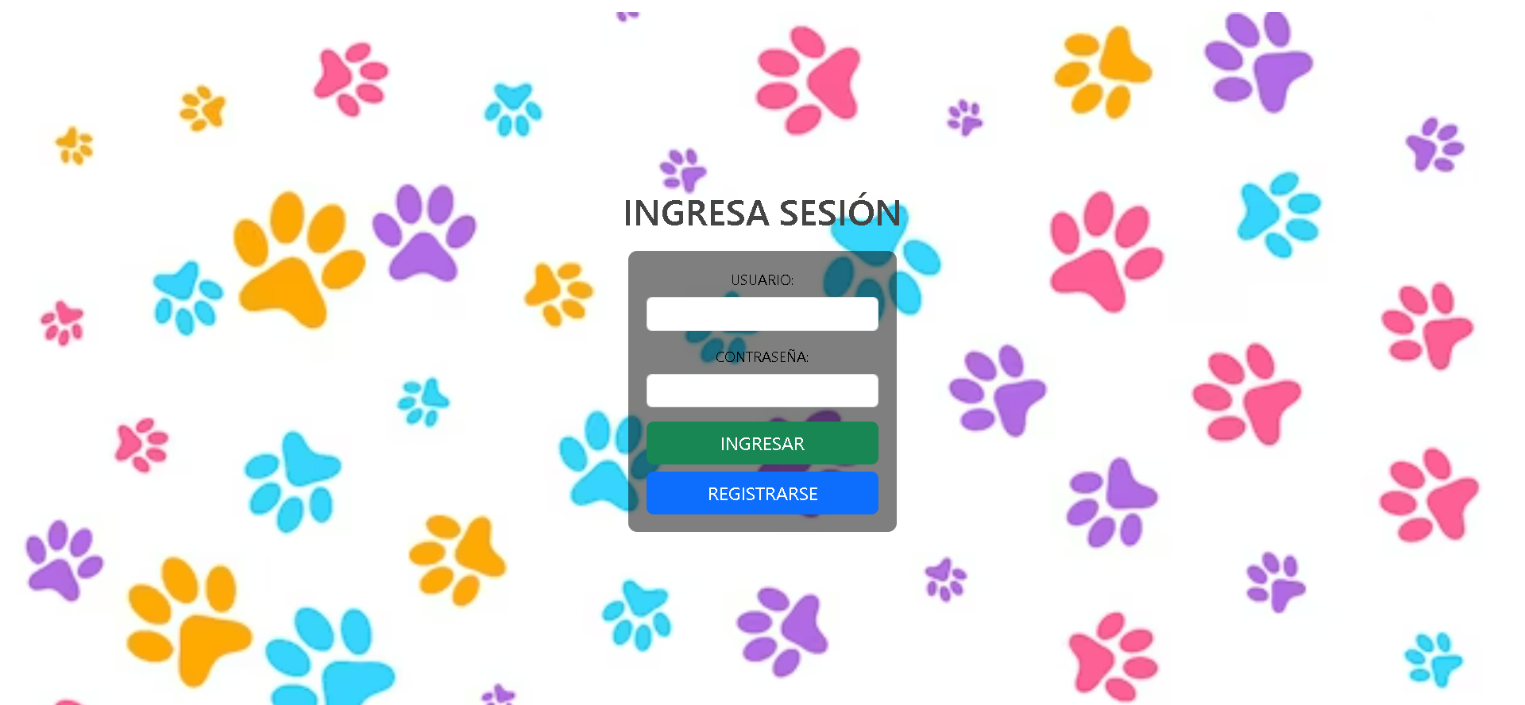 INGRESA SESIÓN
USUARIO:
CONTRASEÑA:
INGRESAR
REGISTRARSE